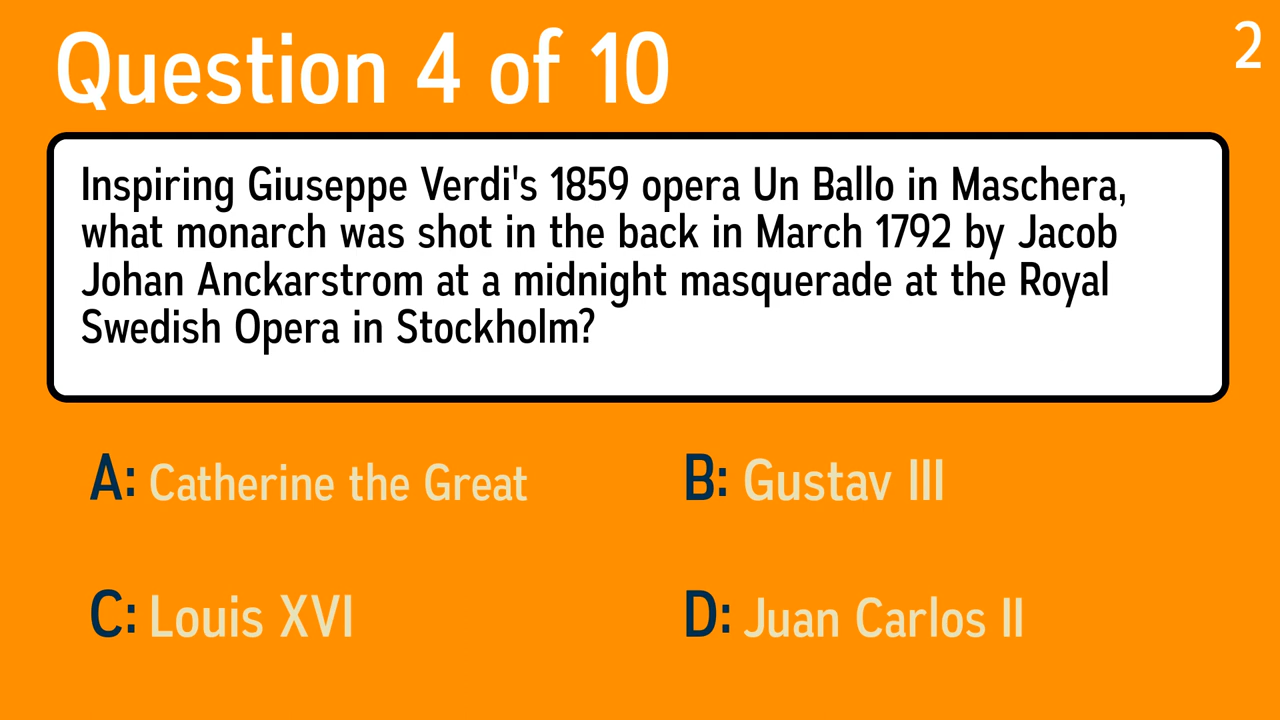 Question 4 of 10
2
Inspiring Giuseppe Verdi's 1859 opera Un Ballo in Maschera,
what monarch was shot in the back in March 1792 by Jacob
Johan Anckarstrom at a midnight masquerade at the Royal
Swedish Opera in Stockholm?
A: Catherine the Great
B: Gustav III
C: Louis XVI
D: Juan Carlos II